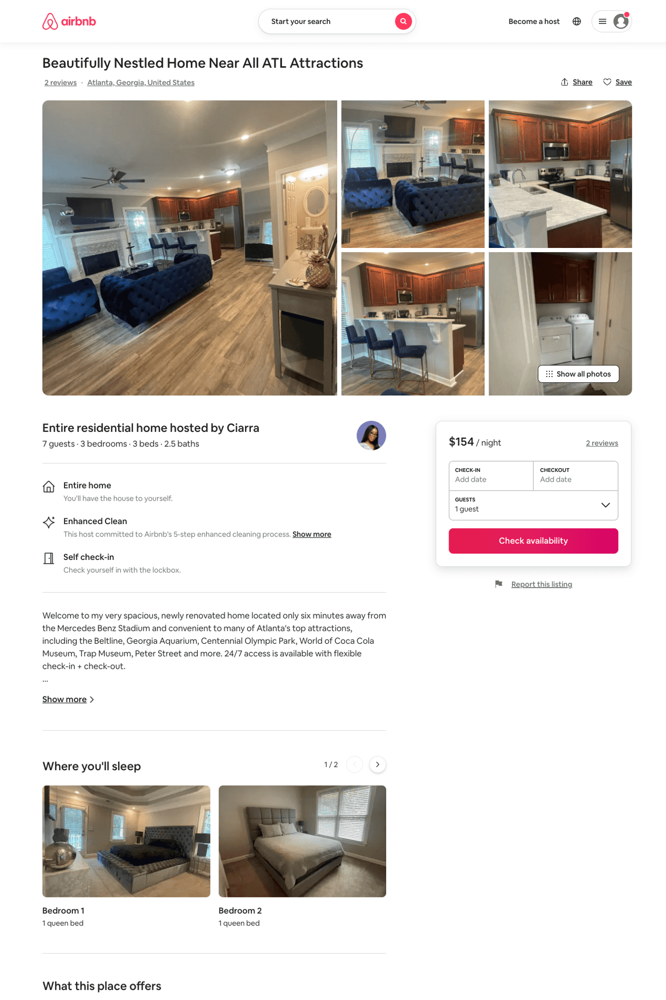 airbnb
Start your search
Become a host
Beautifully Nestled Home Near All ATL Attractions
2 reviews · Atlanta, Georgia, United States
Share
Save
Show all photos
Entire residential home hosted by Ciarra
7 guests · 3 bedrooms · 3 beds · 2.5 baths
Entire home
You'll have the house to yourself.
Enhanced Clean
This host committed to Airbnb's 5-step enhanced cleaning process. Show more
Self check-in
Check yourself in with the lockbox.
$154 / night
2 reviews
CHECK-IN
Add date
CHECKOUT
Add date
GUESTS
1 guest
Check availability
Report this listing
Welcome to my very spacious, newly renovated home located only six minutes away from
the Mercedes Benz Stadium and convenient to many of Atlanta's top attractions,
including the Beltline, Georgia Aquarium, Centennial Olympic Park, World of Coca Cola
Museum, Trap Museum, Peter Street and more. 24/7 access is available with flexible
check-in + check-out.
...
Show more
Where you'll sleep
1 / 2
Bedroom 1
1 queen bed
Bedroom 2
1 queen bed
What this place offers